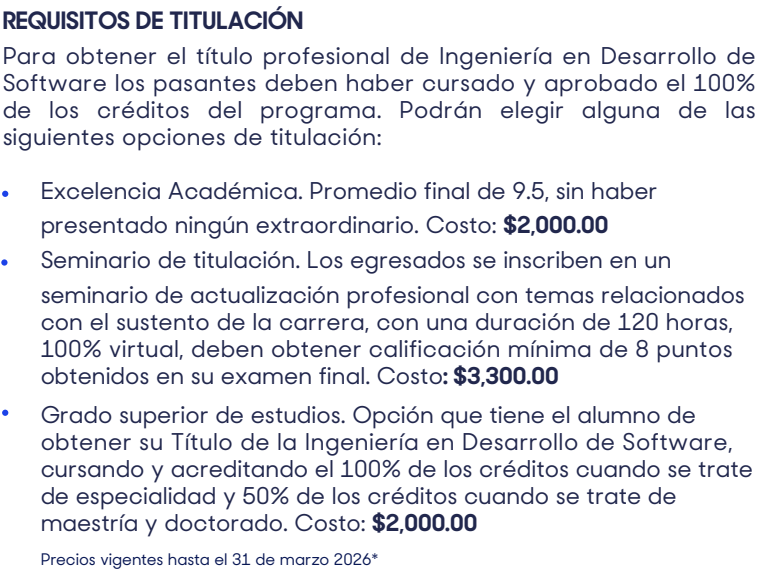 REQUISITOS DE TITULACIÓN
Para obtener el título profesional de Ingeniería en Desarrollo de
Software los pasantes deben haber cursado y aprobado el 100%
de los créditos del programa. Podrán elegir alguna de las
siguientes opciones de titulación:
• Excelencia Académica. Promedio final de 9.5, sin haber
presentado ningún extraordinario. Costo: $2,000.00
• Seminario de titulación. Los egresados se inscriben en un
seminario de actualización profesional con temas relacionados
con el sustento de la carrera, con una duración de 120 horas,
100% virtual, deben obtener calificación mínima de 8 puntos
obtenidos en su examen final. Costo: $3,300.00
• Grado superior de estudios. Opción que tiene el alumno de
obtener su Título de la Ingeniería en Desarrollo de Software,
cursando y acreditando el 100% de los créditos cuando se trate
de especialidad y 50% de los créditos cuando se trate de
maestría y doctorado. Costo: $2,000.00
Precios vigentes hasta el 31 de marzo 2026*